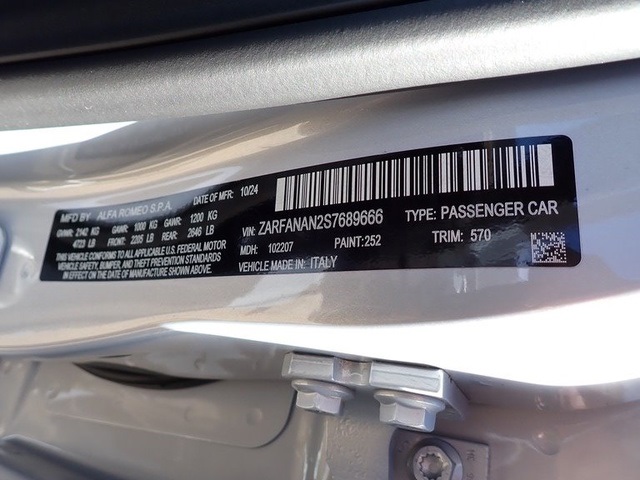 MFD BY: ALFA ROMEO S.P.A. DATE OF MFR: 10/24
GVWR: 2142 KG GAWR: 1000 KG GAWR: 1200 KG
4723 LB FRONT: 2205 LB REAR: 2646 LB
THIS VEHICLE CONFORMS TO ALL APPLICABLE U.S. FEDERAL MOTOR
VEHICLE SAFETY, BUMPER, AND THEFT PREVENTION STANDARDS
IN EFFECT ON THE DATE OF MANUFACTURE SHOWN ABOVE.
VIN: ZARFANAN2S7689666 TYPE: PASSENGER CAR
MDH: 102207 PAINT:252 TRIM: 570
VEHICLE MADE IN: ITALY